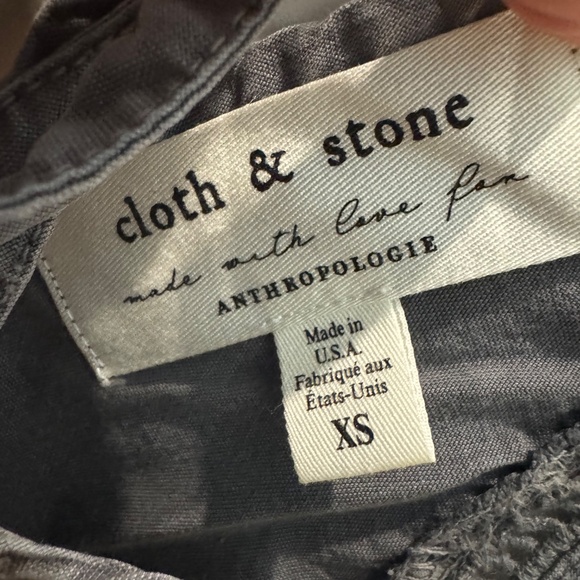 cloth & stone
made with love for
ANTHROPOLOGIE
Made in
U.S.A.
Fabriqué aux
États-Unis
XS